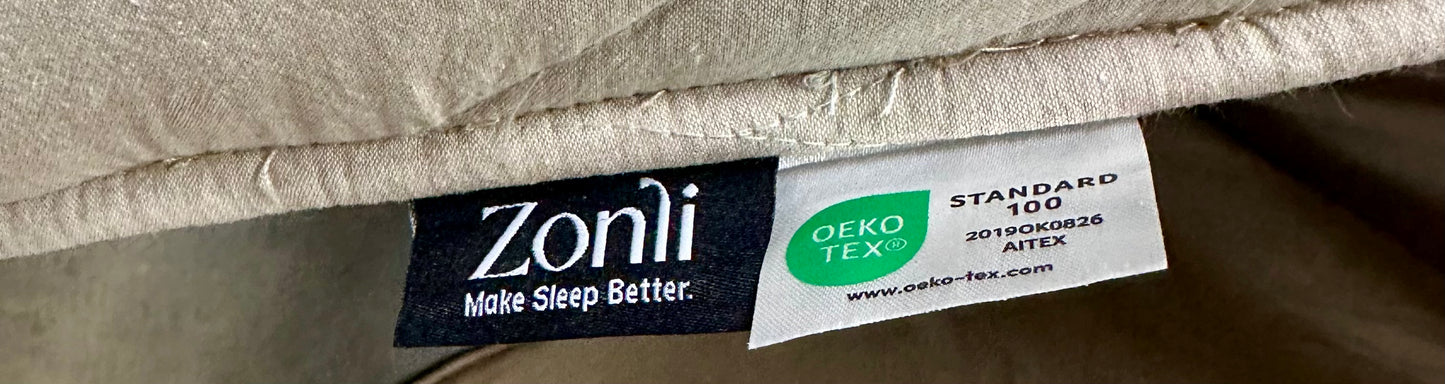 Zonli
Make Sleep Better.
OEKO
TEX®
STANDARD
100
2019OK0826
AITEX
www.oeko-tex.com